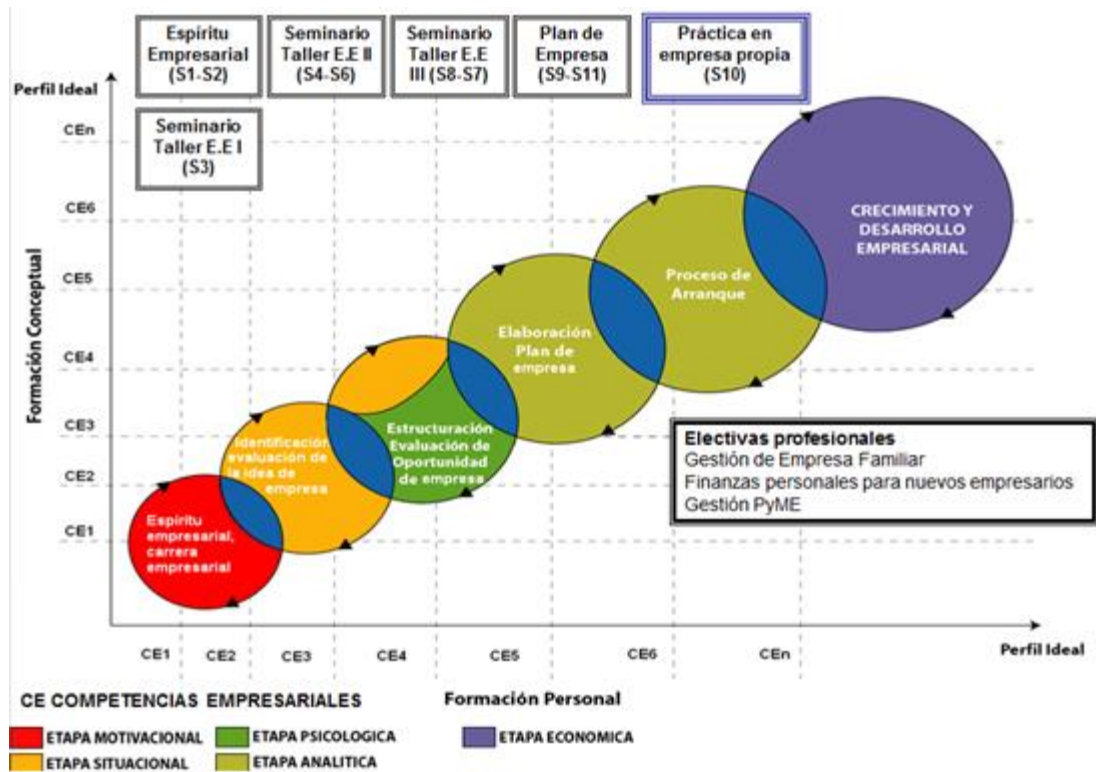 Espíritu
Empresarial
(S1-S2)
Seminario
Taller E.E II
(S4-S6)
Seminario
Taller E.E
III (S8-S7)
Plan de
Empresa
(S9-S11)
Práctica en
empresa propia
(S10)
Seminario
Taller E.E I
(S3)
Perfil Ideal
CEn
CE6
CE5
CE4
CE3
CE2
CE1
Formación Conceptual
CRECIMIENTO Y
DESARROLLO
EMPRESARIAL
Proceso de
Arranque
Elaboración
Plan de
empresa
Estructuración
Evaluación de
Oportunidad
de empresa
Identificación
evaluación de
la idea de
empresa
Espíritu
empresarial,
carrera
empresarial
Electivas profesionales
Gestión de Empresa Familiar
Finanzas personales para nuevos empresarios
Gestión PyME
CE1
CE2
CE3
CE4
CE5
CE6
CEn
Perfil Ideal
CE COMPETENCIAS EMPRESARIALES
Formación Personal
ETAPA MOTIVACIONAL
ETAPA PSICOLOGICA
ETAPA ECONOMICA
ETAPA SITUACIONAL
ETAPA ANALITICA